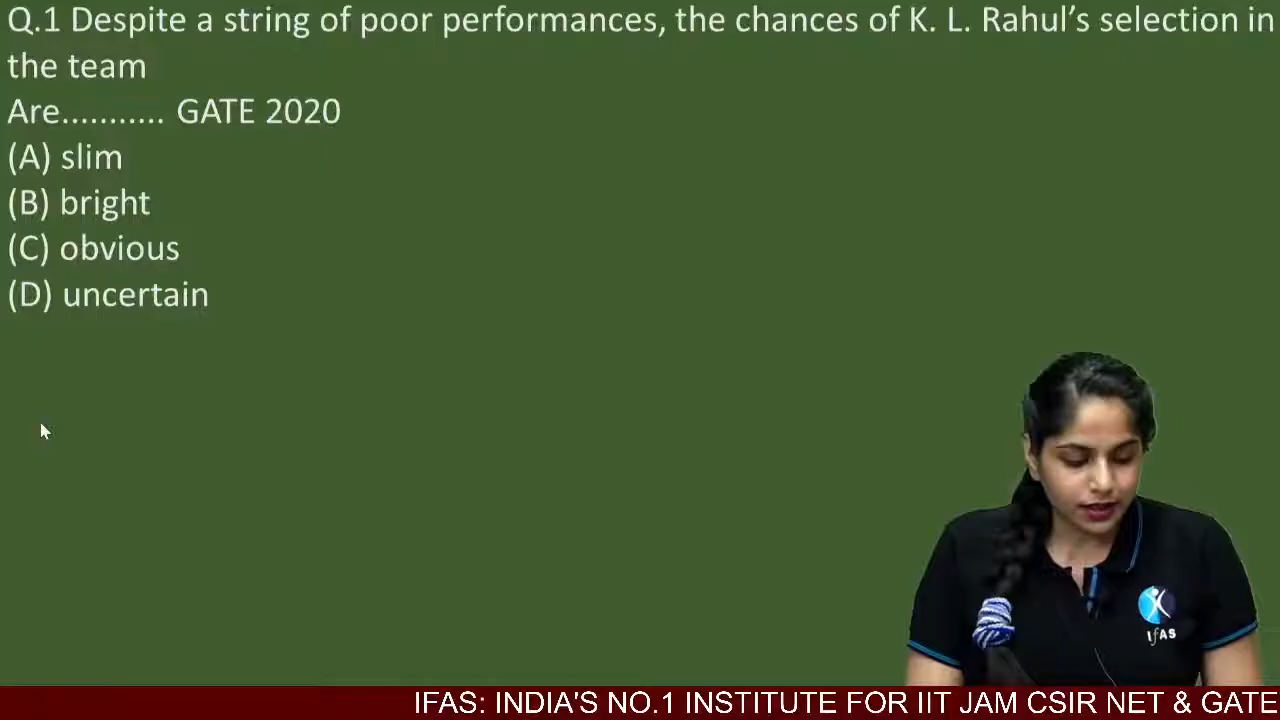 Q.1 Despite a string of poor performances, the chances of K. L. Rahul’s selection in
the team
Are........... GATE 2020
(A) slim
(B) bright
(C) obvious
(D) uncertain
IFAS
IFAS: INDIA'S NO.1 INSTITUTE FOR IIT JAM CSIR NET & GATE